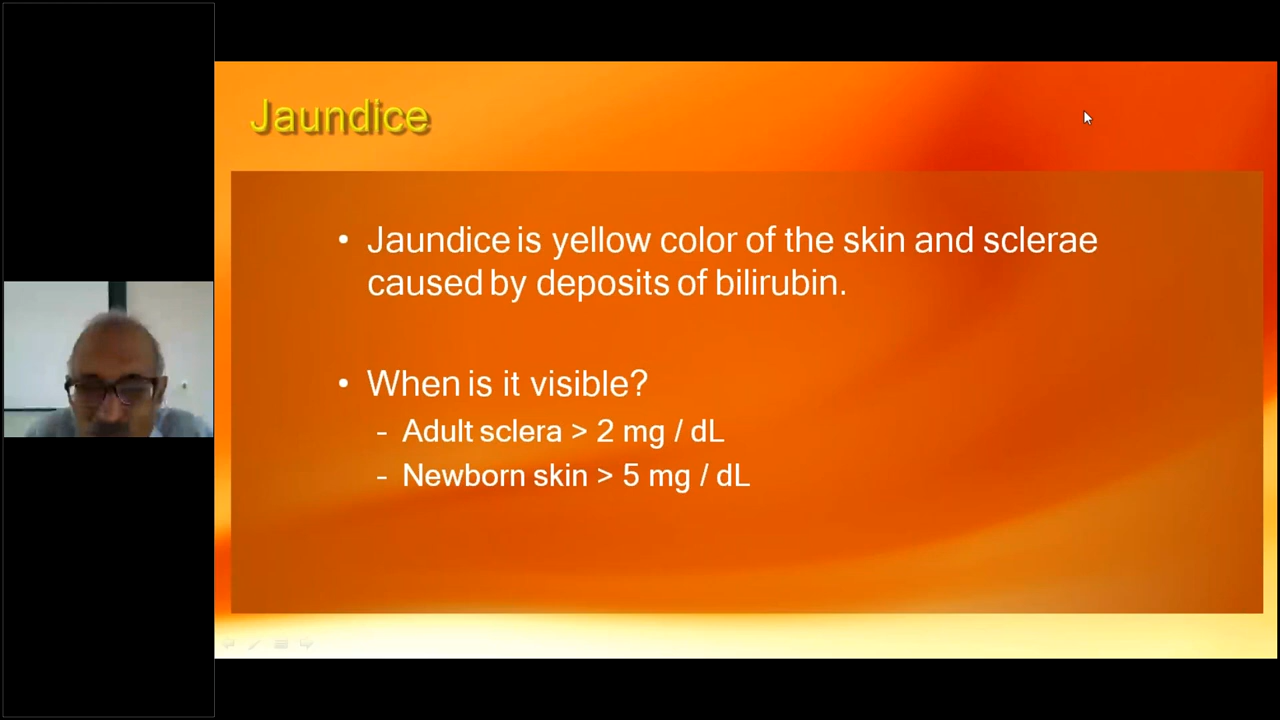 Jaundice
• Jaundice is yellow color of the skin and sclerae
caused by deposits of bilirubin.
• When is it visible?
- Adult sclera > 2 mg / dL
- Newborn skin > 5 mg / dL